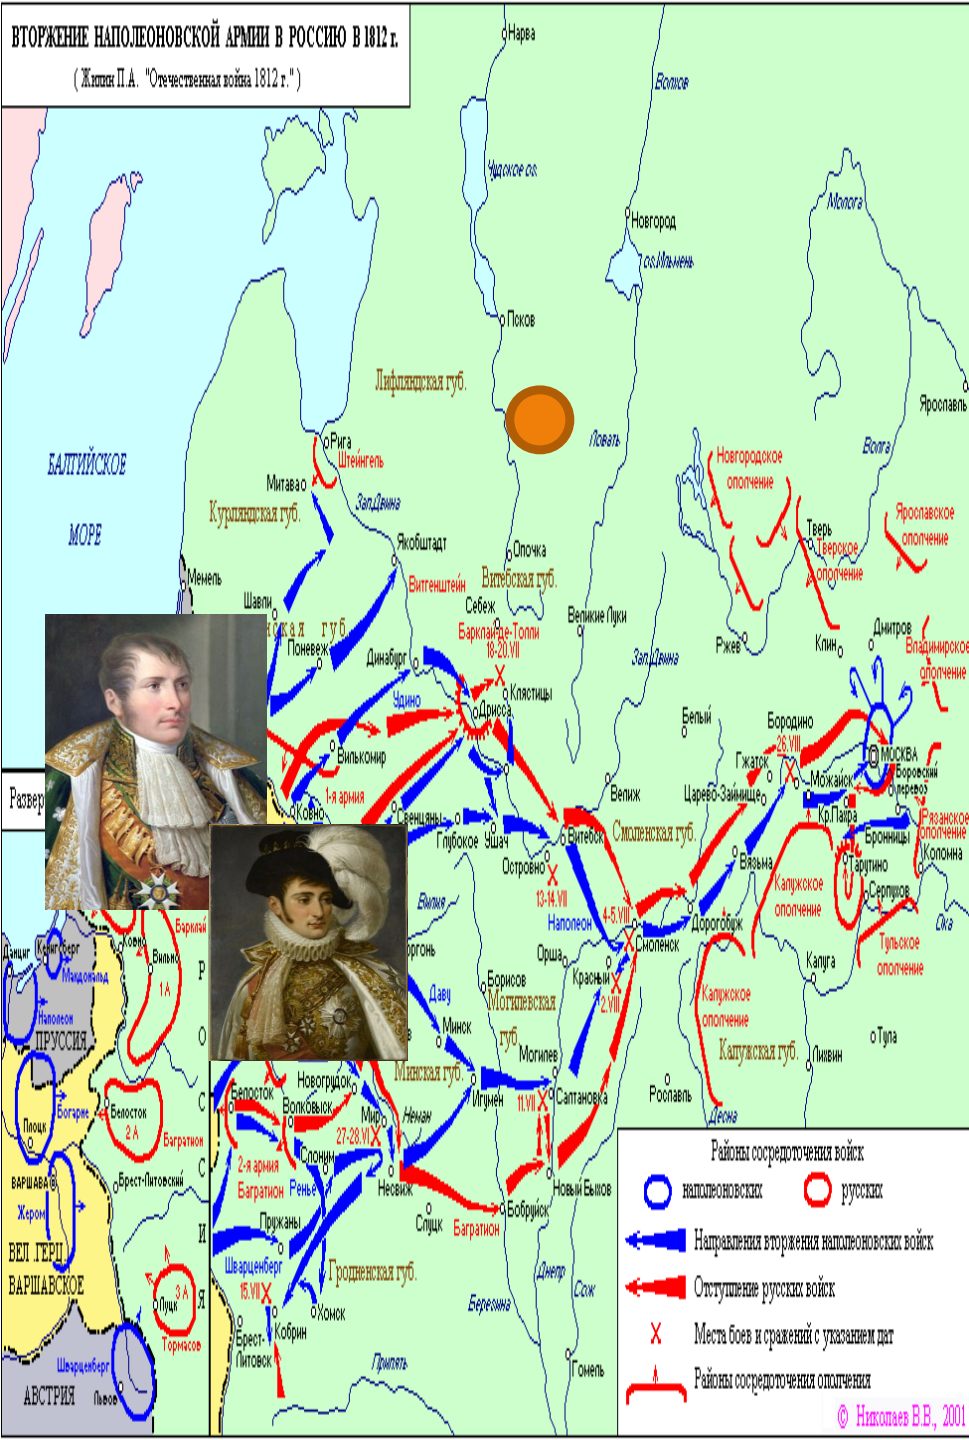 ВТОРЖЕНИЕ НАПОЛЕОНОВСКОЙ АРМИИ В РОССИЮ В 1812 г.
( Жилин П.А. "Отечественная война 1812 г." )
Нарва
Волхов
Чудское оз.
Новгород
оз.Ильмень
Молога
Псков
Лифляндская губ.
Ярославль
Ловать
Волга
Рига
Штейнгель
БАЛТИЙСКОЕ
МОРЕ
Митава
Курляндская губ.
Зап.Двина
Новгородское
ополчение
Ярославское
ополчение
Тверь
Тверское
ополчение
Якобштадт
Опочка
Витебская губ.
Витгенштейн
Мемель
Шавли
нская губ.
Поневеж
Себеж
Барклай-де-Толли
18-20.VII
Великие Луки
Зап.Двина
Ржев
Клин
Дмитров
Владимирское
ополчение
Динабург
Удино
Клястицы
Дрисса
Белый
Бородино
26.VIII
МОСКВА
Вилькомир
Гжатск
Можайск
Боровский
перевоз
1-я армия
Царево-Займище
Кр.Пахра
Развер
Ковно
Свенцяны
Глубокое
Ушач
Витебск
Велиж
Смоленская губ.
Рязанское
ополчение
Бронницы
Коломна
Вязьма
Тарутино
Островно
13-14.VII
Калужское
ополчение
Серпухов
Вилия
Наполеон
4-5.VIII
Дорогобуж
Ока
Смоленск
Тульское
ополчение
Данциг
Кенигсберг
Макдональд
Ковно
Вильно
Барклай
1 А
Р
ргонь
Орша
Красный
2.VIII
Калуга
Борисов
Могилевская
губ.
Даву
Калужское
ополчение
Наполеон
ПРУССИЯ
О
Минск
Могилев
Калужская губ.
Тула
Лихвин
Минская губ.
Новогрудок
Игумен
Салтановка
11.VII
Рославль
Десна
Богарне
Плоцк
Белосток
2 А
Багратион
С
Белосток
Волковыск
Мир
27-28.VI
Неман
2-я армия
Багратион
Слоним
Ренье
Несвиж
Новый Быхов
Бобруйск
Слуцк
Багратион
ВАРШАВА
Жером
Брест-Литовский
С
ВЕЛ. ГЕРЦ.
ВАРШАВСКОЕ
И
Пружаны
Шварценберг
15.VII
Гродненская губ.
Днепр
Сож
Березина
Луцк
3 А
Тормасов
Я
Кобрин
Хомск
Брест-
Литовск
Припять
Гомель
Шварценберг
Львов
АВСТРИЯ
Районы сосредоточения войск
наполеоновских
русских
Направления вторжения наполеоновских войск
Отступление русских войск
Места боев и сражений с указанием дат
Районы сосредоточения ополчения
© Николаев В.В., 2001